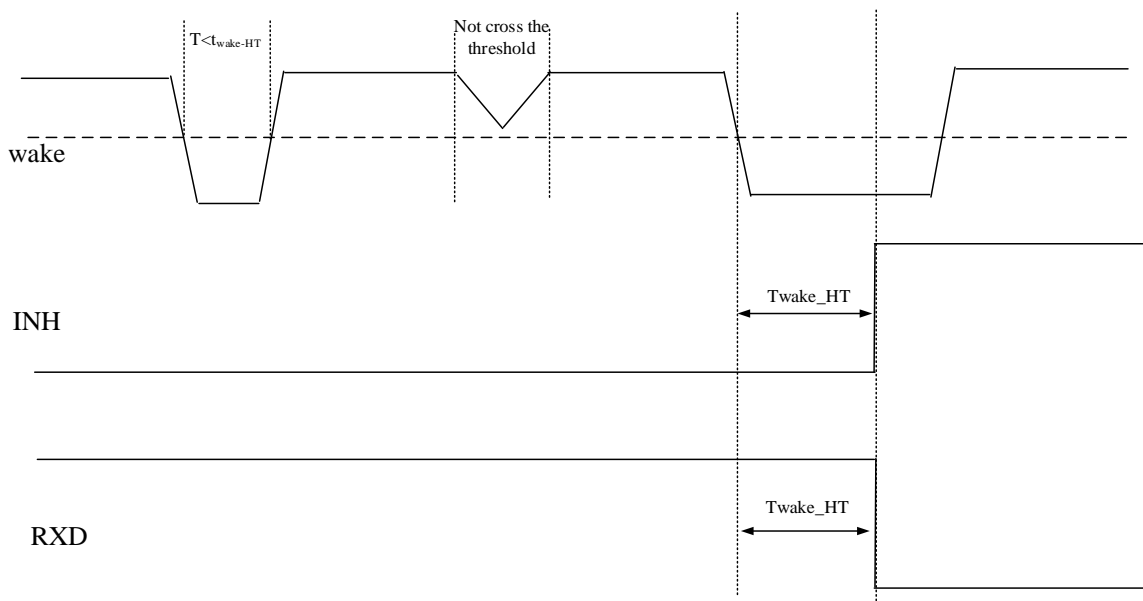 T<twake-HT
Not cross the
threshold
wake
Twake_HT
INH
Twake_HT
RXD